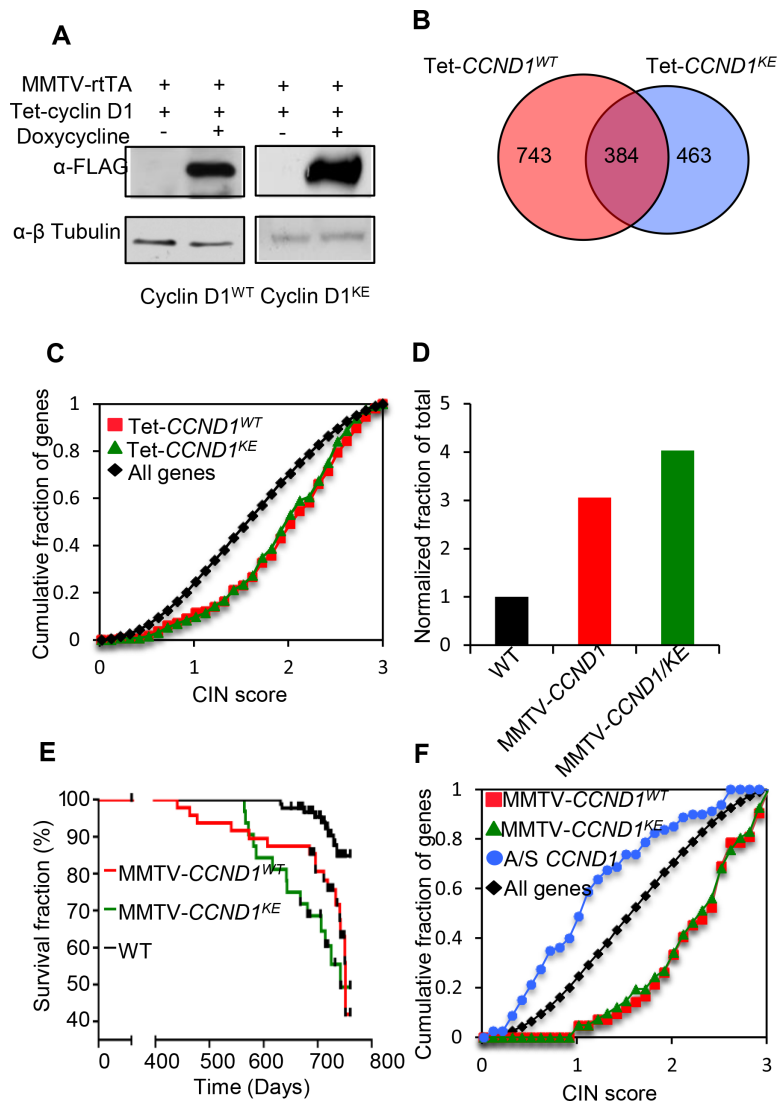 A
MMTV-rtTA + + + +
Tet-cyclin D1 + + + +
Doxycycline - + - +
α-FLAG
α-β Tubulin
Cyclin D1WT Cyclin D1KE
B
Tet-CCND1WT Tet-CCND1KE
743 384 463
C
Cumulative fraction of genes
1
0.8
0.6
0.4
0.2
0
Tet-CCND1WT
Tet-CCND1KE
All genes
0 1 2 3
CIN score
D
Normalized fraction of total
5
4
3
2
1
0
WT
MMTV-CCND1
MMTV-CCND1/KE
E
Survival fraction (%)
100
90
80
70
60
50
40
MMTV-CCND1WT
MMTV-CCND1KE
WT
0 400 500 600 700 800
Time (Days)
F
Cumulative fraction of genes
1
0.8
0.6
0.4
0.2
0
MMTV-CCND1WT
MMTV-CCND1KE
A/S CCND1
All genes
0 1 2 3
CIN score